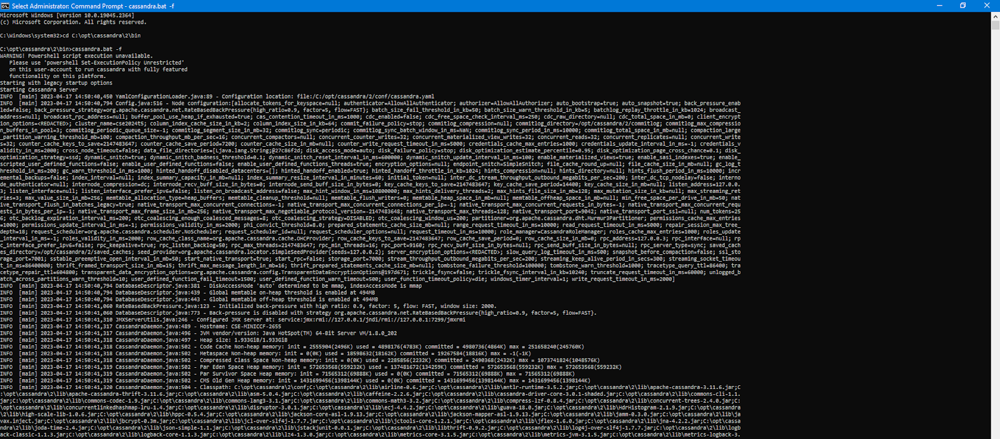 Select Administrator: Command Prompt - cassandra.bat -f
Microsoft Windows [Version 10.0.19045.2364]
(c) Microsoft Corporation. All rights reserved.
C:\Windows\system32>cd C:\opt\cassandra\2\bin
C:\opt\cassandra\2\bin>cassandra.bat -f
WARNING! Powershell script execution unavailable.
Please use 'powershell Set-ExecutionPolicy Unrestricted'
on this user-account to run cassandra with fully featured
functionality on this platform.
Starting with legacy startup options
Starting Cassandra Server
INFO [main] 2023-04-17 14:50:40,450 YamlConfigurationLoader.java:89 - Configuration location: file:/C:/opt/cassandra/2/conf/cassandra.yaml
INFO [main] 2023-04-17 14:50:40,794 Config.java:516 - Node configuration:[allocate_tokens_for_keyspace=null; authenticator=AllowAllAuthenticator; authorizer=AllowAllAuthorizer; auto_bootstrap=true; auto_snapshot=true; back_pressure_enab
led=false; back_pressure_strategy=org.apache.cassandra.net.RateBasedBackPressure{high_ratio=0.9, factor=5, flow=FAST}; batch_size_fail_threshold_in_kb=50; batch_size_warn_threshold_in_kb=5; batchlog_replay_throttle_in_kb=1024; broadcast_
address=null; broadcast_rpc_address=null; buffer_pool_use_heap_if_exhausted=true; cas_contention_timeout_in_ms=1000; cdc_enabled=false; cdc_free_space_check_interval_ms=250; cdc_raw_directory=null; cdc_total_space_in_mb=0; client_encrypt
ion_options=<REDACTED>; cluster_name=cse2024t5; column_index_cache_size_in_kb=2; column_index_size_in_kb=64; commit_failure_policy=stop; commitlog_compression=null; commitlog_directory=/opt/cassandra/2/commitlog; commitlog_max_compressio
n_buffers_in_pool=3; commitlog_periodic_queue_size=-1; commitlog_segment_size_in_mb=32; commitlog_sync=periodic; commitlog_sync_batch_window_in_ms=NaN; commitlog_sync_period_in_ms=10000; commitlog_total_space_in_mb=null; compaction_large
_partition_warning_threshold_mb=100; compaction_throughput_mb_per_sec=16; concurrent_compactors=null; concurrent_counter_writes=32; concurrent_materialized_view_writes=32; concurrent_reads=32; concurrent_replicates=null; concurrent_write
s=32; counter_cache_keys_to_save=2147483647; counter_cache_save_period=7200; counter_cache_size_in_mb=null; counter_write_request_timeout_in_ms=5000; credentials_cache_max_entries=1000; credentials_update_interval_in_ms=-1; credentials_v
alidity_in_ms=2000; cross_node_timeout=false; data_file_directories=[Ljava.lang.String;@27c86f2d; disk_access_mode=auto; disk_failure_policy=stop; disk_optimization_estimate_percentile=0.95; disk_optimization_page_cross_chance=0.1; disk_
optimization_strategy=ssd; dynamic_snitch=true; dynamic_snitch_badness_threshold=0.1; dynamic_snitch_reset_interval_in_ms=600000; dynamic_snitch_update_interval_in_ms=100; enable_materialized_views=true; enable_sasi_indexes=true; enable_
scripted_user_defined_functions=false; enable_user_defined_functions=false; enable_user_defined_functions_threads=true; encryption_options=null; endpoint_snitch=SimpleSnitch; file_cache_round_up=null; file_cache_size_in_mb=null; gc_log_t
hreshold_in_ms=200; gc_warn_threshold_in_ms=1000; hinted_handoff_disabled_datacenters=[]; hinted_handoff_enabled=true; hinted_handoff_throttle_in_kb=1024; hints_compression=null; hints_directory=null; hints_flush_period_in_ms=10000; incr
emental_backups=false; index_interval=null; index_summary_capacity_in_mb=null; index_summary_resize_interval_in_minutes=60; initial_token=null; inter_dc_stream_throughput_outbound_megabits_per_sec=200; inter_dc_tcp_nodelay=false; interno
de_authenticator=null; internode_compression=dc; internode_recv_buff_size_in_bytes=0; internode_send_buff_size_in_bytes=0; key_cache_keys_to_save=2147483647; key_cache_save_period=14400; key_cache_size_in_mb=null; listen_address=127.0.0.
3; listen_interface=null; listen_interface_prefer_ipv6=false; listen_on_broadcast_address=false; max_hint_window_in_ms=10800000; max_hints_delivery_threads=2; max_hints_file_size_in_mb=128; max_mutation_size_in_kb=null; max_streaming_ret
ries=3; max_value_size_in_mb=256; memtable_allocation_type=heap_buffers; memtable_cleanup_threshold=null; memtable_flush_writers=0; memtable_heap_space_in_mb=null; memtable_offheap_space_in_mb=null; min_free_space_per_drive_in_mb=50; nat
ive_transport_flush_in_batches_legacy=true; native_transport_max_concurrent_connections=-1; native_transport_max_concurrent_connections_per_ip=-1; native_transport_max_concurrent_requests_in_bytes=-1; native_transport_max_concurrent_requ
ests_in_bytes_per_ip=-1; native_transport_max_frame_size_in_mb=256; native_transport_max_negotiable_protocol_version=-2147483648; native_transport_max_threads=128; native_transport_port=9042; native_transport_port_ssl=null; num_tokens=25
6; otc_backlog_expiration_interval_ms=200; otc_coalescing_enough_coalesced_messages=8; otc_coalescing_strategy=DISABLED; otc_coalescing_window_us=200; partitioner=org.apache.cassandra.dht.Murmur3Partitioner; permissions_cache_max_entries
=1000; permissions_update_interval_in_ms=-1; permissions_validity_in_ms=2000; phi_convict_threshold=8.0; prepared_statements_cache_size_mb=null; range_request_timeout_in_ms=10000; read_request_timeout_in_ms=5000; repair_session_max_tree_
depth=18; request_scheduler=org.apache.cassandra.scheduler.NoScheduler; request_scheduler_id=null; request_scheduler_options=null; request_timeout_in_ms=10000; role_manager=CassandraRoleManager; roles_cache_max_entries=1000; roles_update
_interval_in_ms=-1; roles_validity_in_ms=2000; row_cache_class_name=org.apache.cassandra.cache.OHCProvider; row_cache_keys_to_save=2147483647; row_cache_save_period=0; row_cache_size_in_mb=0; rpc_address=127.0.0.3; rpc_interface=null; rp
c_interface_prefer_ipv6=false; rpc_keepalive=true; rpc_listen_backlog=50; rpc_max_threads=2147483647; rpc_min_threads=16; rpc_port=9160; rpc_recv_buff_size_in_bytes=null; rpc_send_buff_size_in_bytes=null; rpc_server_type=sync; saved_cach
es_directory=/opt/cassandra/2/saved_caches; seed_provider=org.apache.cassandra.locator.SimpleSeedProvider{seeds=127.0.0.2}; server_encryption_options=<REDACTED>; slow_query_log_timeout_in_ms=500; snapshot_before_compaction=false; ssl_sto
rage_port=7001; sstable_preemptive_open_interval_in_mb=50; start_native_transport=true; start_rpc=false; storage_port=7000; stream_throughput_outbound_megabits_per_sec=200; streaming_keep_alive_period_in_secs=300; streaming_socket_timeou
t_in_ms=86400000; thrift_framed_transport_size_in_mb=15; thrift_max_message_length_in_mb=16; thrift_prepared_statements_cache_size_mb=null; tombstone_failure_threshold=100000; tombstone_warn_threshold=1000; tracetype_query_ttl=86400; tra
cetype_repair_ttl=604800; transparent_data_encryption_options=org.apache.cassandra.config.TransparentDataEncryptionOptions@197d671; trickle_fsync=false; trickle_fsync_interval_in_kb=10240; truncate_request_timeout_in_ms=60000; unlogged_b
atch_across_partitions_warn_threshold=10; user_defined_function_fail_timeout=1500; user_defined_function_warn_timeout=500; user_function_timeout_policy=die; windows_timer_interval=1; write_request_timeout_in_ms=2000]
INFO [main] 2023-04-17 14:50:40,794 DatabaseDescriptor.java:381 - DiskAccessMode 'auto' determined to be mmap, indexAccessMode is mmap
INFO [main] 2023-04-17 14:50:40,794 DatabaseDescriptor.java:439 - Global memtable on-heap threshold is enabled at 494MB
INFO [main] 2023-04-17 14:50:40,794 DatabaseDescriptor.java:443 - Global memtable off-heap threshold is enabled at 494MB
INFO [main] 2023-04-17 14:50:41,060 RateBasedBackPressure.java:123 - Initialized back-pressure with high ratio: 0.9, factor: 5, flow: FAST, window size: 2000.
INFO [main] 2023-04-17 14:50:41,060 DatabaseDescriptor.java:773 - Back-pressure is disabled with strategy org.apache.cassandra.net.RateBasedBackPressure{high_ratio=0.9, factor=5, flow=FAST}.
INFO [main] 2023-04-17 14:50:41,310 JMXServerUtils.java:246 - Configured JMX server at: service:jmx:rmi://127.0.0.1/jndi/rmi://127.0.0.1:7299/jmxrmi
INFO [main] 2023-04-17 14:50:41,317 CassandraDaemon.java:489 - Hostname: CSE-MINICCF-2655
INFO [main] 2023-04-17 14:50:41,317 CassandraDaemon.java:496 - JVM vendor/version: Java HotSpot(TM) 64-Bit Server VM/1.8.0_202
INFO [main] 2023-04-17 14:50:41,318 CassandraDaemon.java:497 - Heap size: 1.933GiB/1.933GiB
INFO [main] 2023-04-17 14:50:41,318 CassandraDaemon.java:502 - Code Cache Non-heap memory: init = 2555904(2496K) used = 4898176(4783K) committed = 4980736(4864K) max = 251658240(245760K)
INFO [main] 2023-04-17 14:50:41,318 CassandraDaemon.java:502 - Metaspace Non-heap memory: init = 0(0K) used = 18598632(18162K) committed = 19267584(18816K) max = -1(-1K)
INFO [main] 2023-04-17 14:50:41,318 CassandraDaemon.java:502 - Compressed Class Space Non-heap memory: init = 0(0K) used = 2285856(2232K) committed = 2490368(2432K) max = 1073741824(1048576K)
INFO [main] 2023-04-17 14:50:41,319 CassandraDaemon.java:502 - Par Eden Space Heap memory: init = 572653568(559232K) used = 137481672(134259K) committed = 572653568(559232K) max = 572653568(559232K)
INFO [main] 2023-04-17 14:50:41,319 CassandraDaemon.java:502 - Par Survivor Space Heap memory: init = 71565312(69888K) used = 0(0K) committed = 71565312(69888K) max = 71565312(69888K)
INFO [main] 2023-04-17 14:50:41,319 CassandraDaemon.java:502 - CMS Old Gen Heap memory: init = 1431699456(1398144K) used = 0(0K) committed = 1431699456(1398144K) max = 1431699456(1398144K)
INFO [main] 2023-04-17 14:50:41,320 CassandraDaemon.java:504 - Classpath: C:\opt\cassandra\2\conf;C:\opt\cassandra\2\lib\airline-0.6.jar;C:\opt\cassandra\2\lib\antlr-runtime-3.5.2.jar;C:\opt\cassandra\2\lib\apache-cassandra-3.11.6.jar;C
:\opt\cassandra\2\lib\apache-cassandra-thrift-3.11.6.jar;C:\opt\cassandra\2\lib\asm-5.0.4.jar;C:\opt\cassandra\2\lib\caffeine-2.2.6.jar;C:\opt\cassandra\2\lib\cassandra-driver-core-3.0.1-shaded.jar;C:\opt\cassandra\2\lib\commons-cli-1.1.
jar;C:\opt\cassandra\2\lib\commons-codec-1.9.jar;C:\opt\cassandra\2\lib\commons-lang3-3.1.jar;C:\opt\cassandra\2\lib\commons-math3-3.2.jar;C:\opt\cassandra\2\lib\compress-lzf-0.8.4.jar;C:\opt\cassandra\2\lib\concurrent-trees-2.4.0.jar;C:
\opt\cassandra\2\lib\concurrentlinkedhashmap-lru-1.4.jar;C:\opt\cassandra\2\lib\disruptor-3.0.1.jar;C:\opt\cassandra\2\lib\ecj-4.4.2.jar;C:\opt\cassandra\2\lib\guava-18.0.jar;C:\opt\cassandra\2\lib\HdrHistogram-2.1.9.jar;C:\opt\cassandra
\2\lib\high-scale-lib-1.0.6.jar;C:\opt\cassandra\2\lib\hppc-0.5.4.jar;C:\opt\cassandra\2\lib\jackson-core-asl-1.9.13.jar;C:\opt\cassandra\2\lib\jackson-mapper-asl-1.9.13.jar;C:\opt\cassandra\2\lib\jamm-0.3.0.jar;C:\opt\cassandra\2\lib\ja
vax.inject.jar;C:\opt\cassandra\2\lib\jbcrypt-0.3m.jar;C:\opt\cassandra\2\lib\jcl-over-slf4j-1.7.7.jar;C:\opt\cassandra\2\lib\jctools-core-1.2.1.jar;C:\opt\cassandra\2\lib\jflex-1.6.0.jar;C:\opt\cassandra\2\lib\jna-4.2.2.jar;C:\opt\cassa
ndra\2\lib\joda-time-2.4.jar;C:\opt\cassandra\2\lib\json-simple-1.1.jar;C:\opt\cassandra\2\lib\jstackjunit-0.0.1.jar;C:\opt\cassandra\2\lib\libthrift-0.9.2.jar;C:\opt\cassandra\2\lib\log4j-over-slf4j-1.7.7.jar;C:\opt\cassandra\2\lib\logb
ack-classic-1.1.3.jar;C:\opt\cassandra\2\lib\logback-core-1.1.3.jar;C:\opt\cassandra\2\lib\lz4-1.3.0.jar;C:\opt\cassandra\2\lib\metrics-core-3.1.5.jar;C:\opt\cassandra\2\lib\metrics-jvm-3.1.5.jar;C:\opt\cassandra\2\lib\metrics-logback-3.